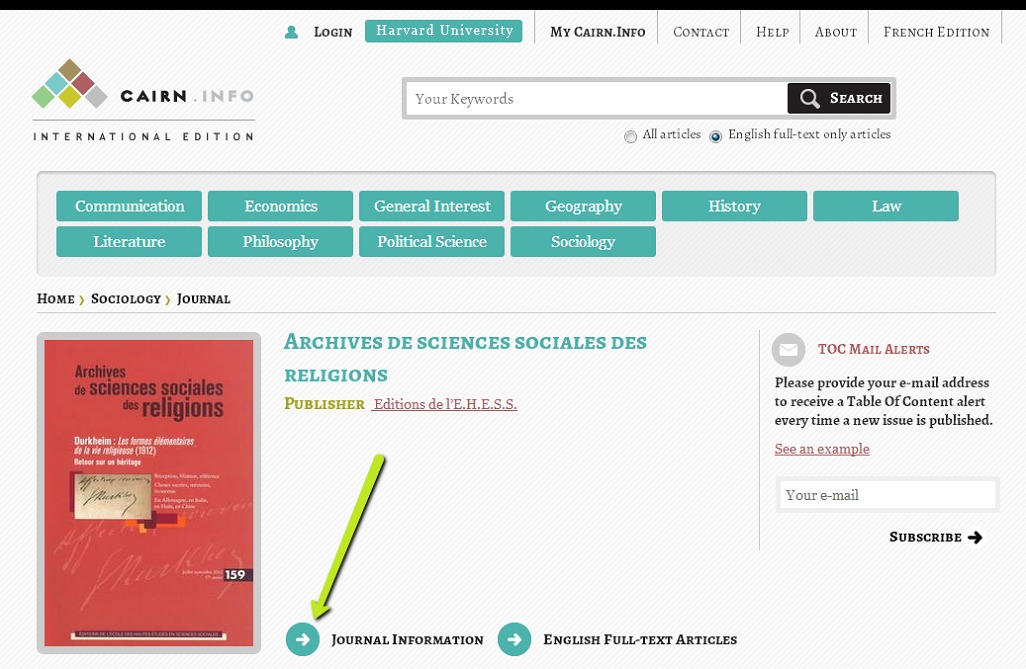 LOGIN
Harvard University
MY CAIRN.INFO
CONTACT
HELP
ABOUT
FRENCH EDITION
CAIRN.INFO
INTERNATIONAL EDITION
Your Keywords
SEARCH
All articles
English full-text only articles
Communication
Economics
General Interest
Geography
History
Law
Literature
Philosophy
Political Science
Sociology
HOME ❯ SOCIOLOGY ❯ JOURNAL
Archives
de sciences sociales
des religions
Durkheim : Les formes élémentaires
de la vie religieuse (1912)
Retour sur un héritage
159
ARCHIVES DE SCIENCES SOCIALES DES
RELIGIONS
PUBLISHER Editions de l'E.H.E.S.S.
JOURNAL INFORMATION
ENGLISH FULL-TEXT ARTICLES
TOC MAIL ALERTS
Please provide your e-mail address
to receive a Table Of Content alert
every time a new issue is published.
See an example
Your e-mail
SUBSCRIBE